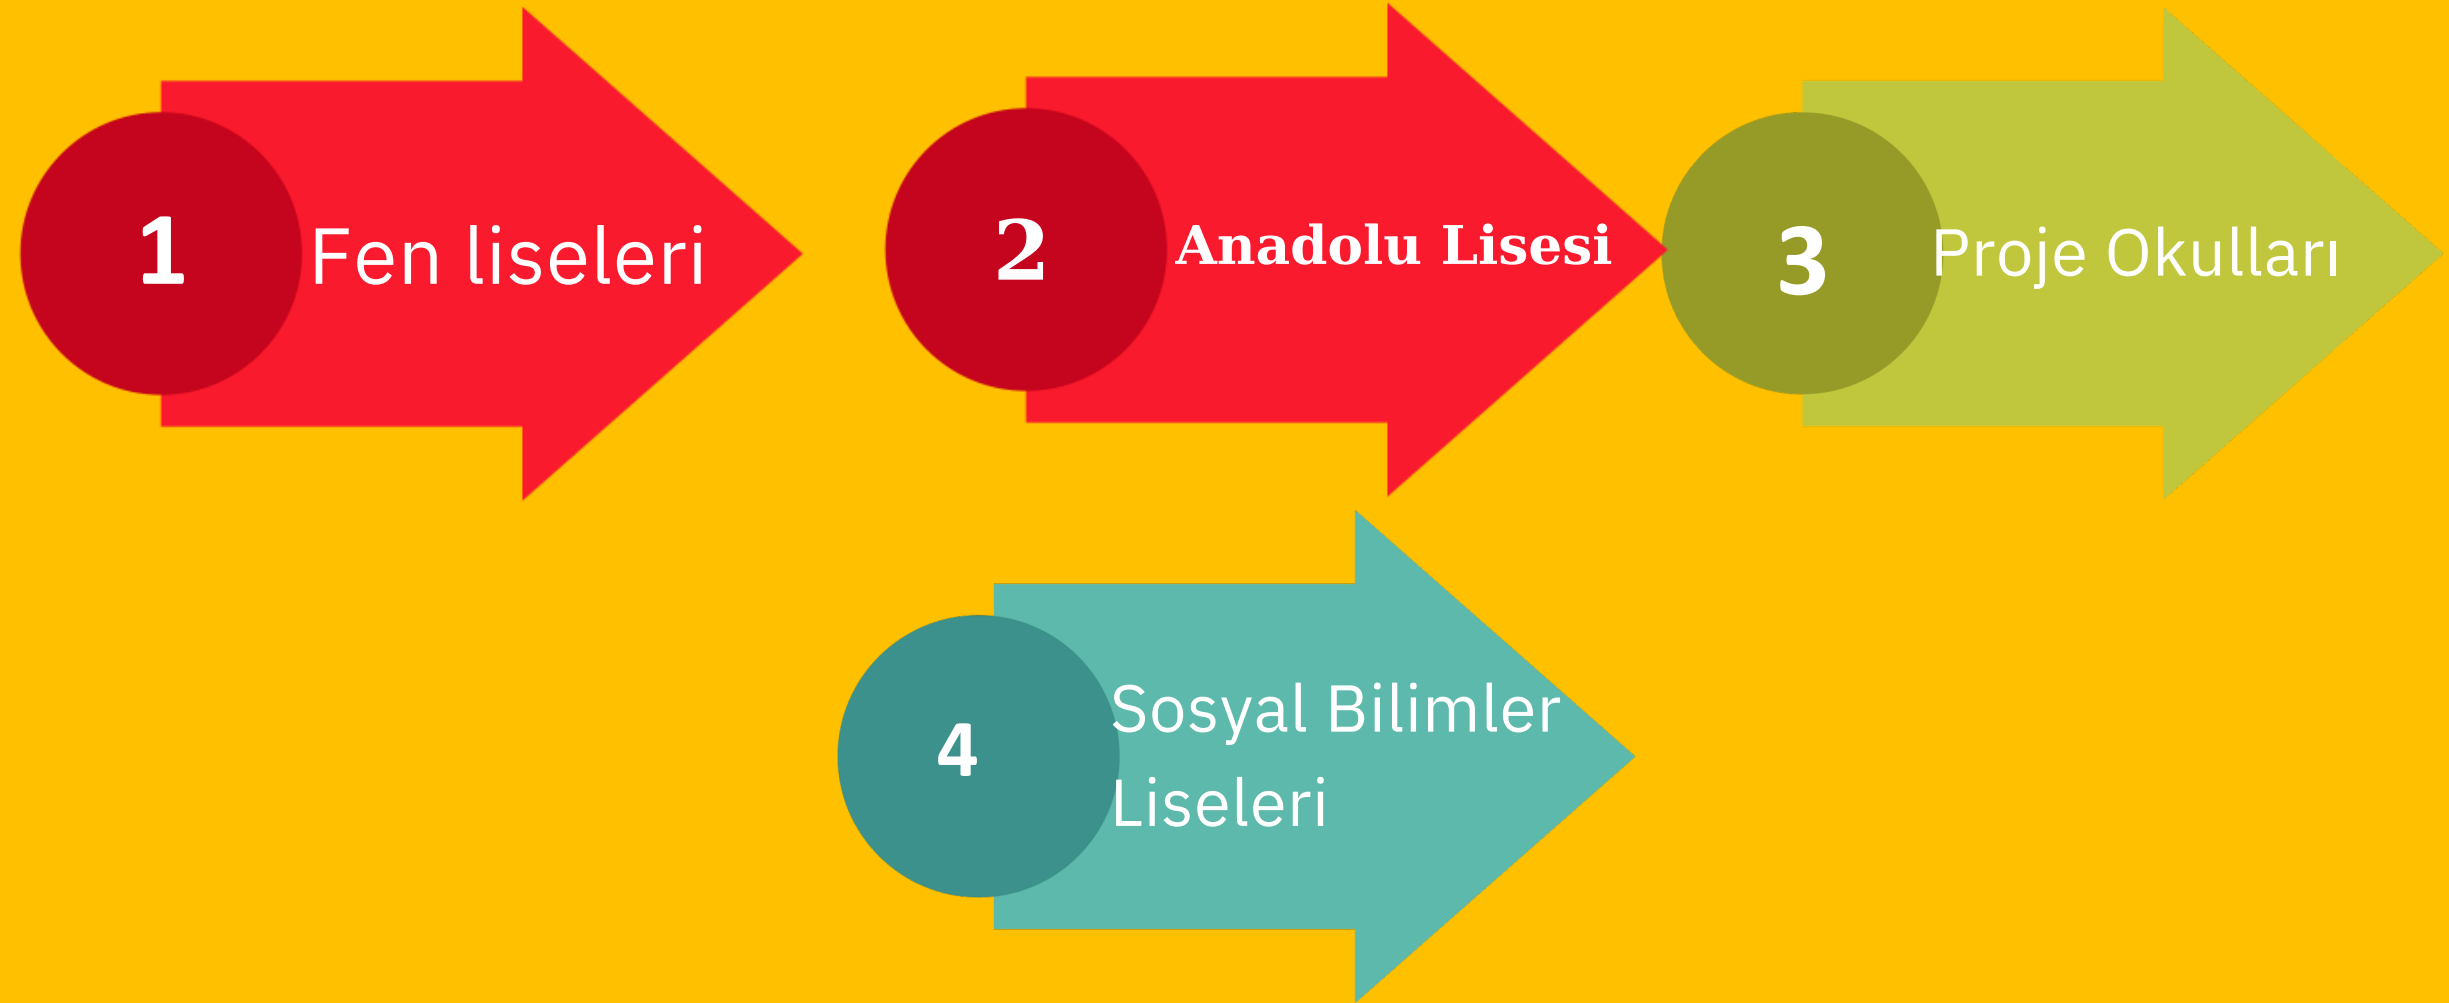 1 Fen liseleri
2 Anadolu Lisesi
3 Proje Okulları
4 Sosyal Bilimler
Liseleri